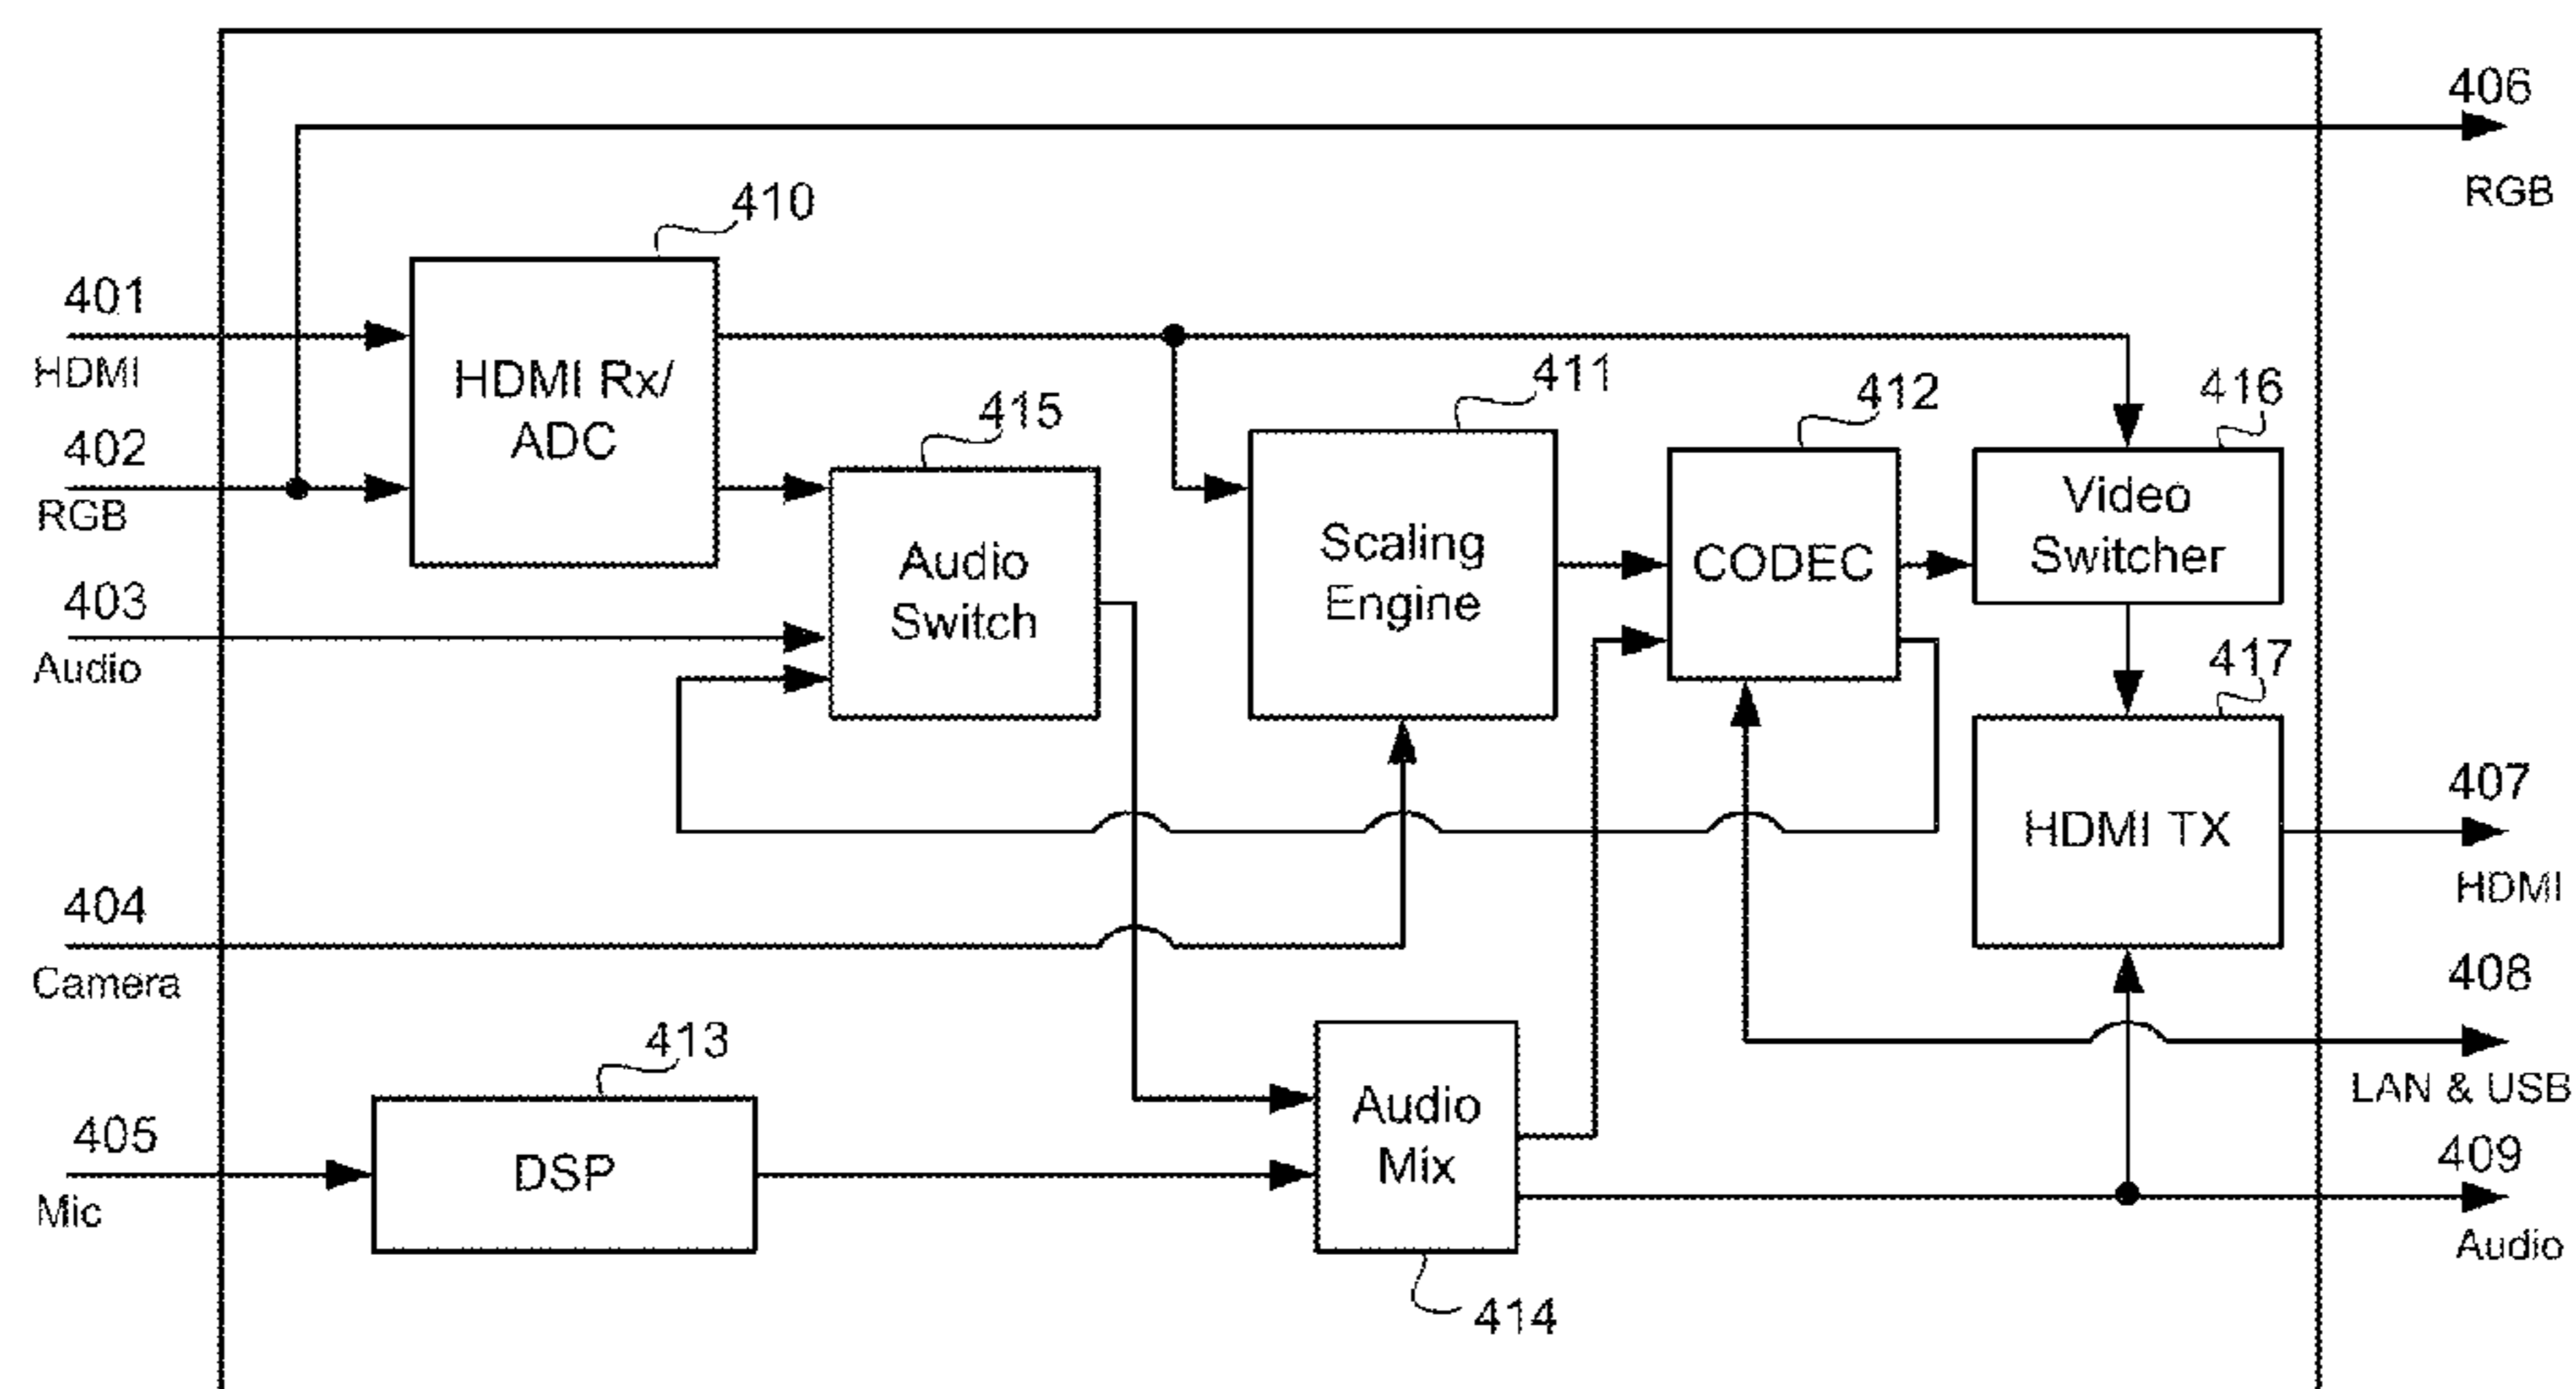 406
RGB
410
401
HDMI
HDMI Rx/
ADC
411
412
416
415
402
RGB
Video
Switcher
Scaling
Engine
CODEC
Audio
Switch
403
Audio
417
407
HDMI TX
HDMI
404
Camera
408
LAN & USB
413
405
Mic
DSP
Audio
Mix
409
Audio
414